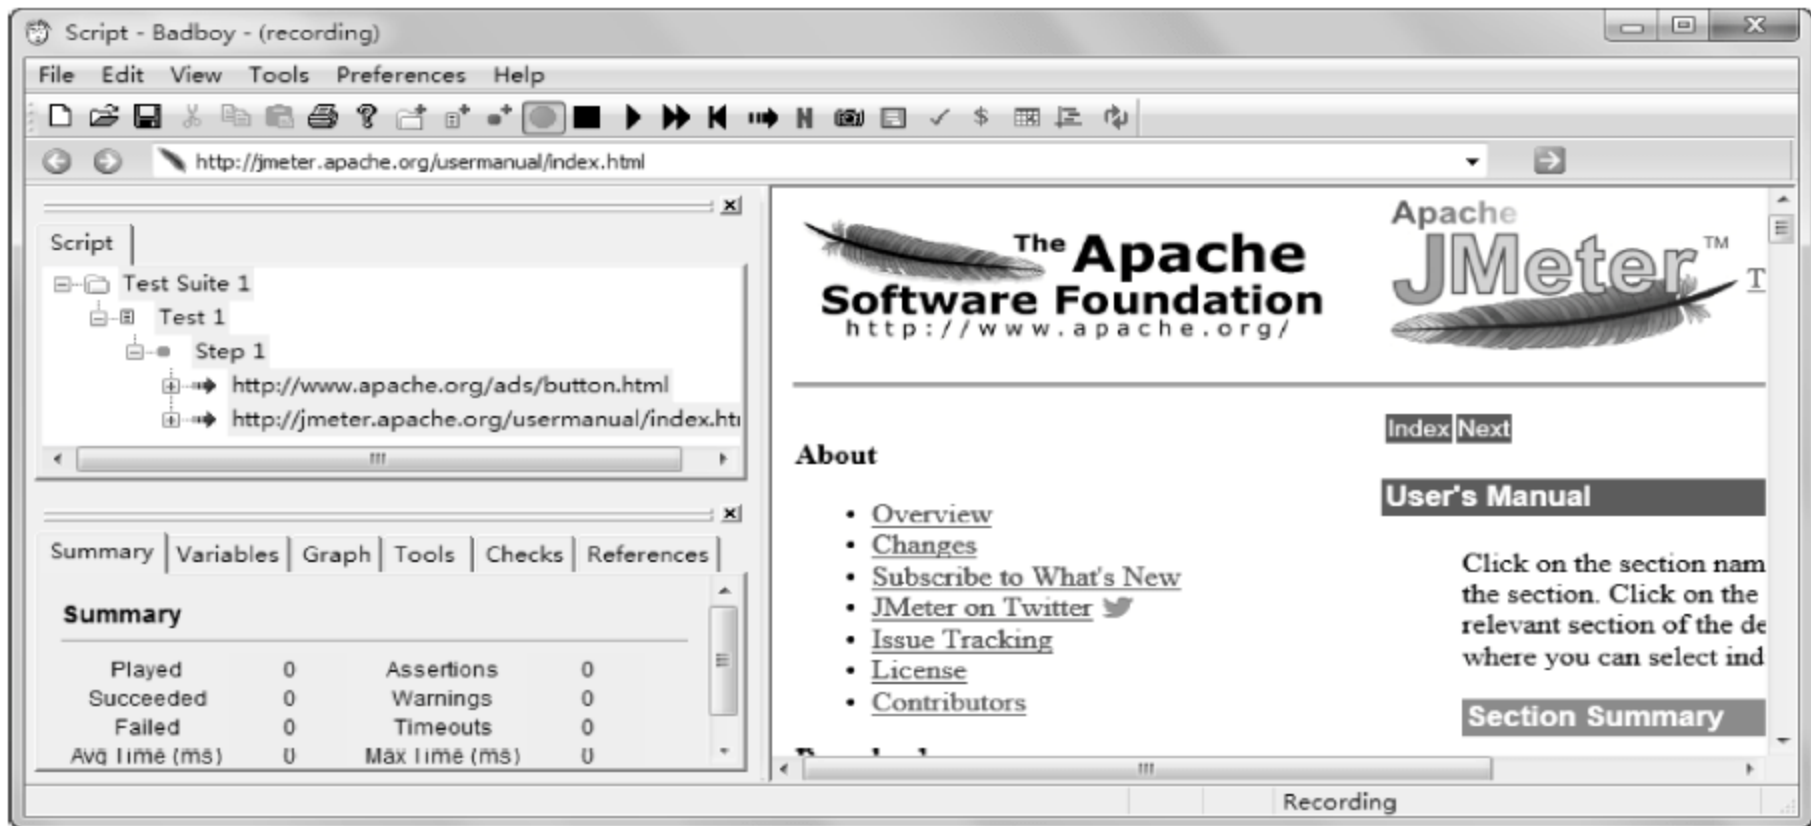 Script - Badboy - (recording)
File Edit View Tools Preferences Help
http://jmeter.apache.org/usermanual/index.html
Script
Test Suite 1
Test 1
Step 1
http://www.apache.org/ads/button.html
http://jmeter.apache.org/usermanual/index.htm
Summary Variables Graph Tools Checks References
Summary
Played 0 Assertions 0
Succeeded 0 Warnings 0
Failed 0 Timeouts 0
Avg Time (ms) 0 Max Time (ms) 0
The Apache
Software Foundation
http://www.apache.org/
Apache
JMeter™
T
About
• Overview
• Changes
• Subscribe to What's New
• JMeter on Twitter
• Issue Tracking
• License
• Contributors
Index Next
User's Manual
Click on the section nam
the section. Click on the
relevant section of the de
where you can select ind
Section Summary
Recording